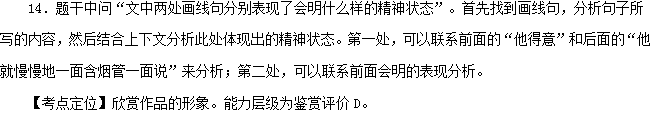 14．题干中问“文中两处画线句分别表现了会明什么样的精神状态”。首先找到画线句，分析句子所
写的内容，然后结合上下文分析此处体现出的精神状态。第一处，可以联系前面的“他得意”和后面的“他
就慢慢地一面含烟管一面说”来分析；第二处，可以联系前面会明的表现分析。
【考点定位】欣赏作品的形象。能力层级为鉴赏评价 D。